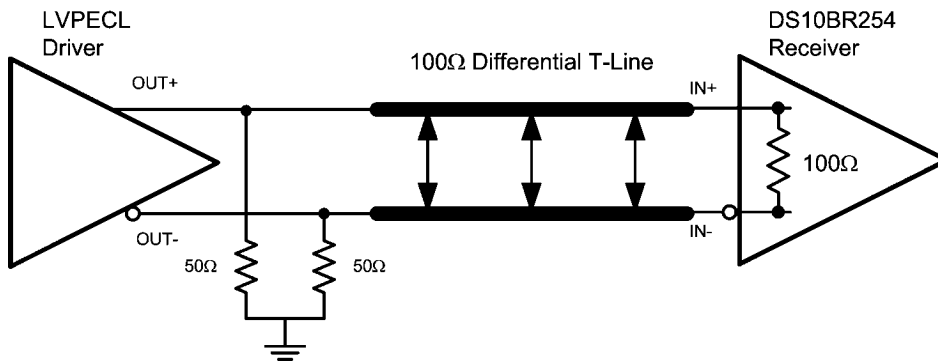 LVPECL
Driver
DS10BR254
Receiver
100Ω Differential T-Line
OUT+
IN+
100Ω
OUT-
IN-
50Ω
50Ω